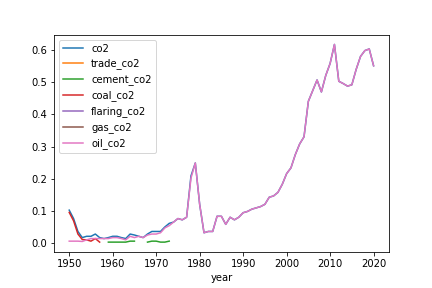 co2
trade_co2
cement_co2
coal_co2
flaring_co2
gas_co2
oil_co2
0.6
0.5
0.4
0.3
0.2
0.1
0.0
1950 1960 1970 1980 1990 2000 2010 2020
year